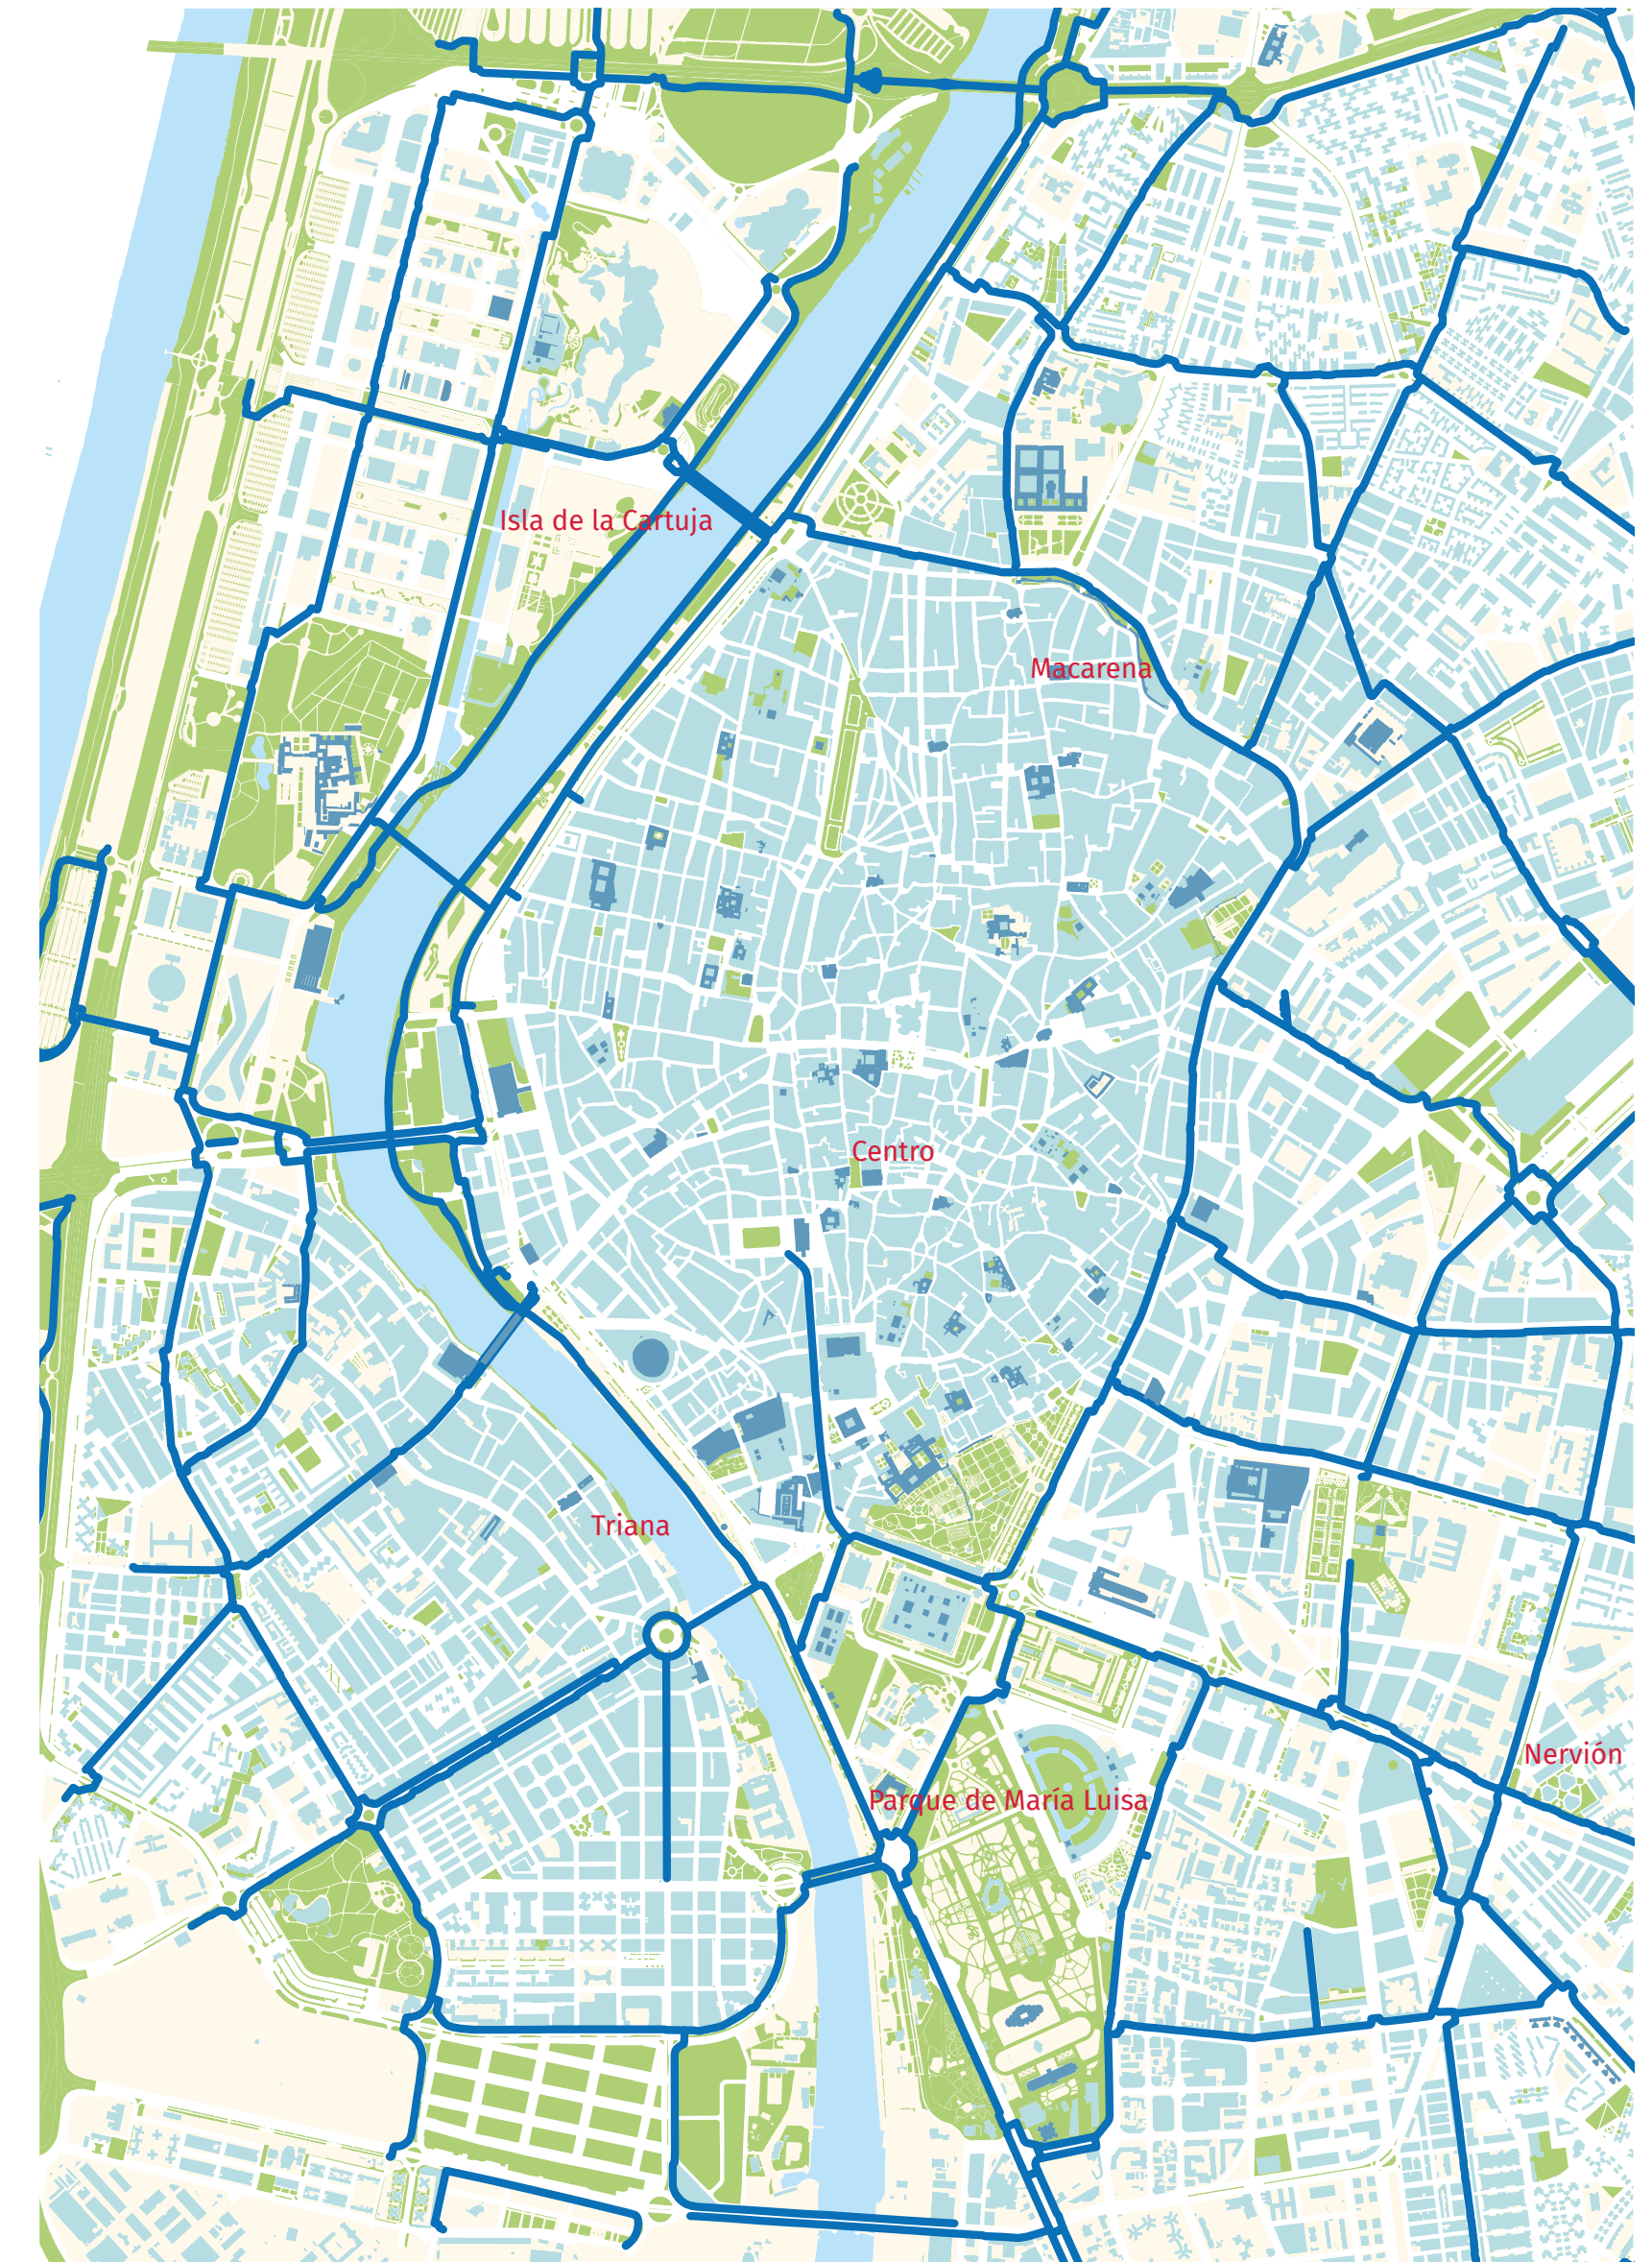 Isla de la Cartuja
Macarena
Centro
Triana
Nervión
Parque de María Luisa